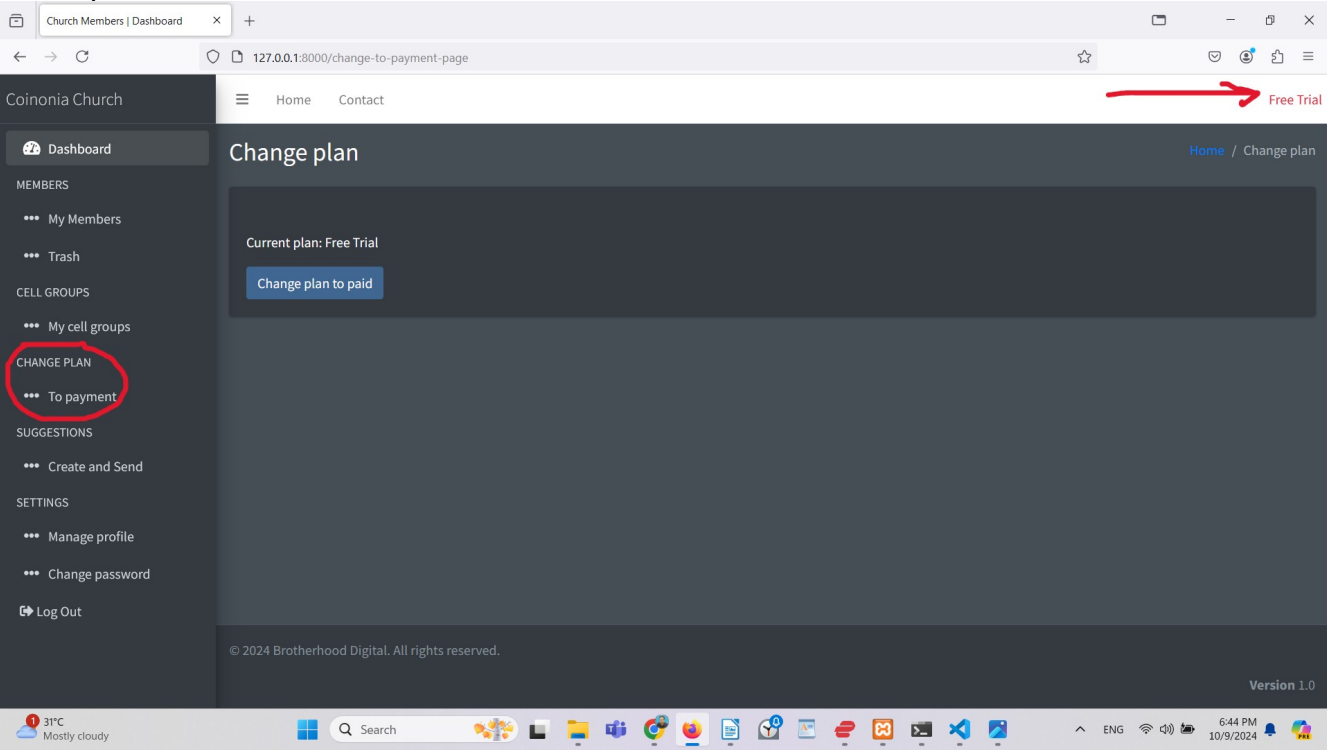 Church Members | Dashboard
127.0.0.1:8000/change-to-payment-page
Coinonia Church
Home
Contact
Free Trial
Dashboard
MEMBERS
My Members
Trash
CELL GROUPS
My cell groups
CHANGE PLAN
To payment
SUGGESTIONS
Create and Send
SETTINGS
Manage profile
Change password
Log Out
Change plan
Home / Change plan
Current plan: Free Trial
Change plan to paid
© 2024 Brotherhood Digital. All rights reserved.
Version 1.0
1
31°C
Mostly cloudy
Search
ENG
6:44 PM
10/9/2024
PRE